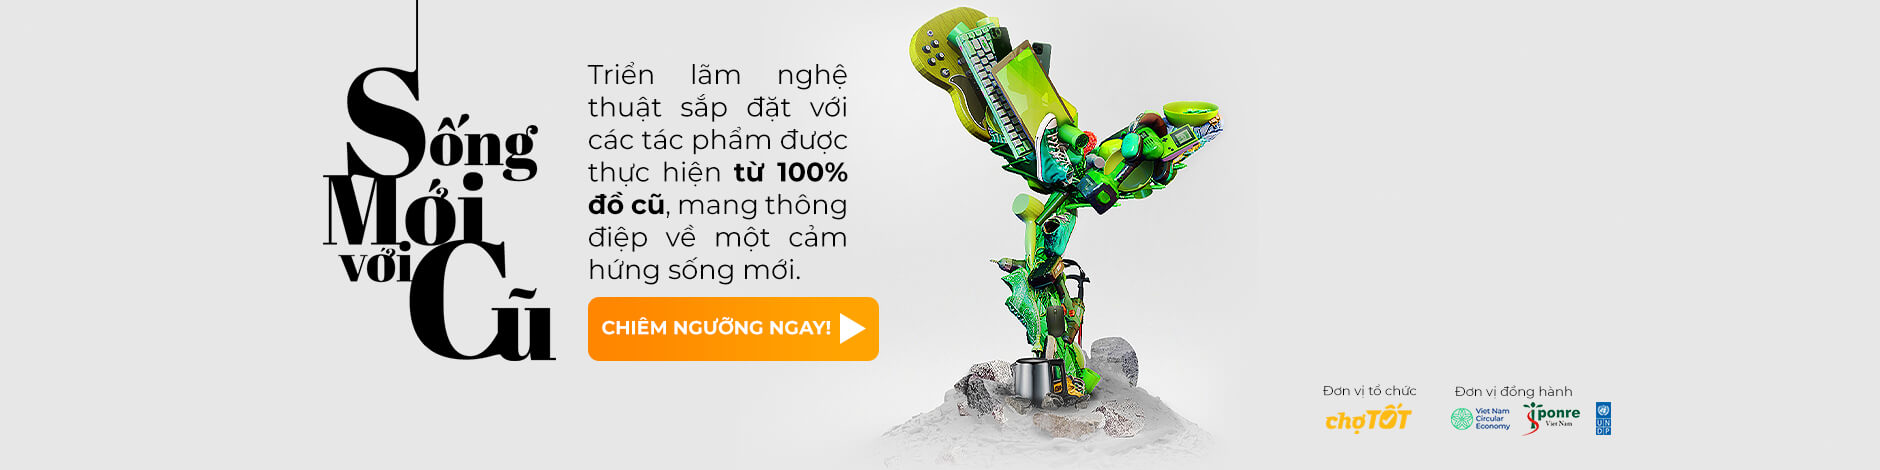 Sống
Mới
với
Cũ
Triển lãm nghệ
thuật sắp đặt với
các tác phẩm được
thực hiện từ 100%
đồ cũ, mang thông
điệp về một cảm
hứng sống mới.
CHIÊM NGƯỠNG NGAY!
Đơn vị tổ chức
chợTỐT
Đơn vị đồng hành
Viet Nam
Circular
Economy
iponre
Viet Nam
U N
D P